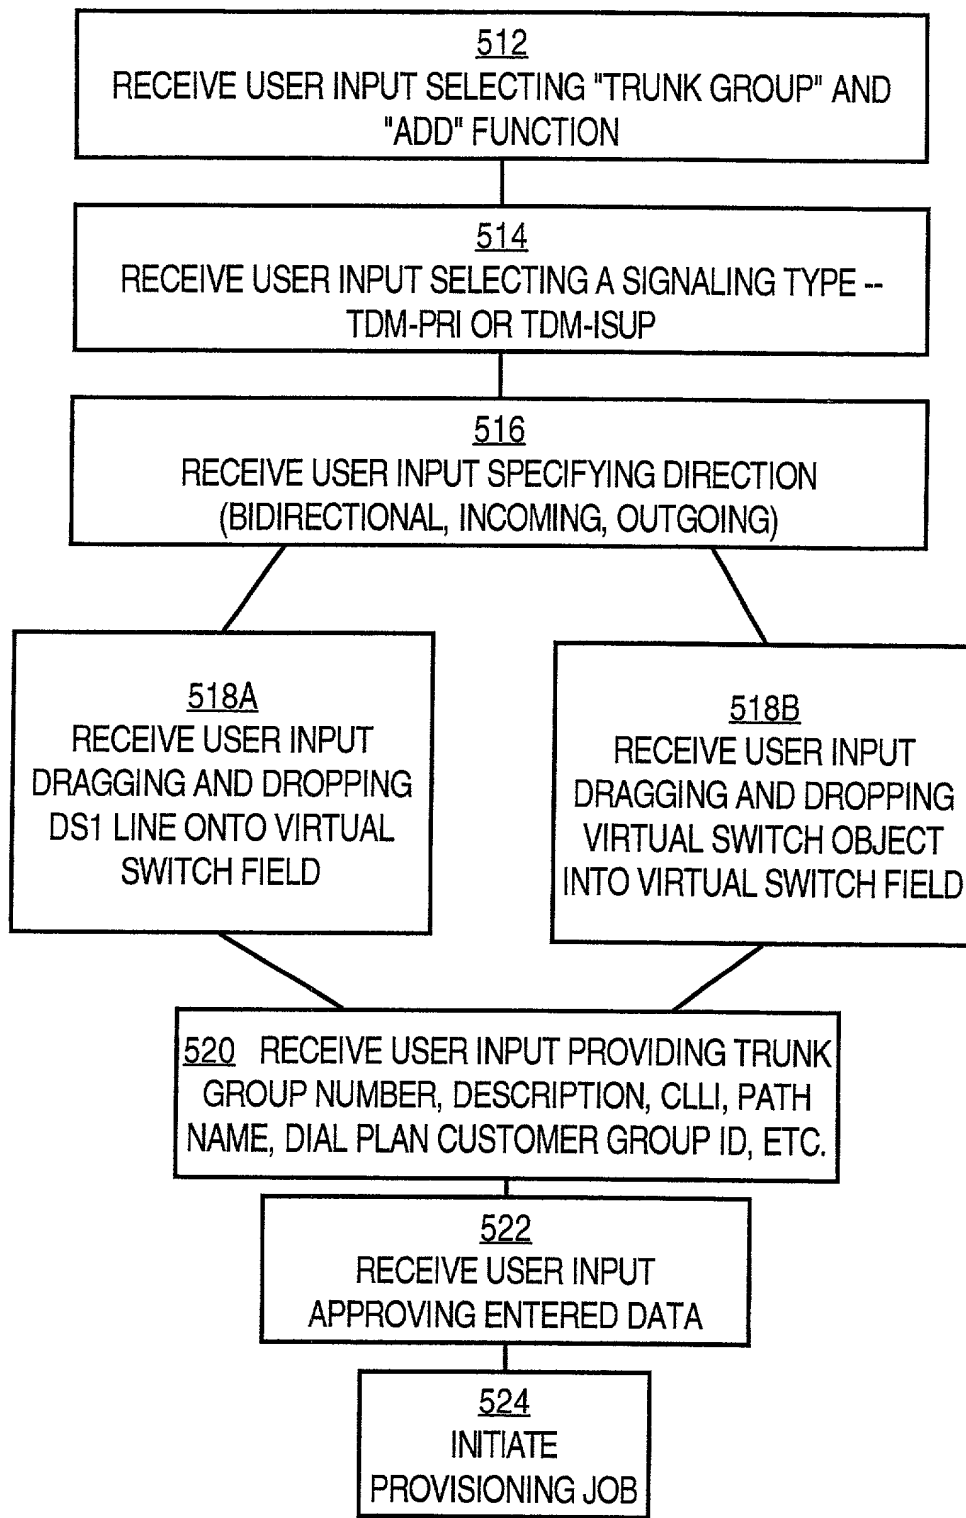 512
RECEIVE USER INPUT SELECTING "TRUNK GROUP" AND
"ADD" FUNCTION
514
RECEIVE USER INPUT SELECTING A SIGNALING TYPE --
TDM-PRI OR TDM-ISUP
516
RECEIVE USER INPUT SPECIFYING DIRECTION
(BIDIRECTIONAL, INCOMING, OUTGOING)
518A
RECEIVE USER INPUT
DRAGGING AND DROPPING
DS1 LINE ONTO VIRTUAL
SWITCH FIELD
518B
RECEIVE USER INPUT
DRAGGING AND DROPPING
VIRTUAL SWITCH OBJECT
INTO VIRTUAL SWITCH FIELD
520 RECEIVE USER INPUT PROVIDING TRUNK
GROUP NUMBER, DESCRIPTION, CLLI, PATH
NAME, DIAL PLAN CUSTOMER GROUP ID, ETC.
522
RECEIVE USER INPUT
APPROVING ENTERED DATA
524
INITIATE
PROVISIONING JOB